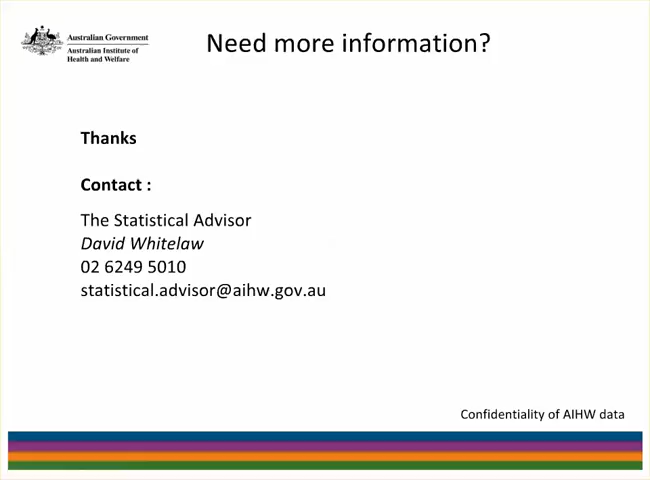 Australian Government
Australian Institute of
Health and Welfare
Need more information?
Thanks
Contact :
The Statistical Advisor
David Whitelaw
02 6249 5010
statistical.advisor@aihw.gov.au
Confidentiality of AIHW data